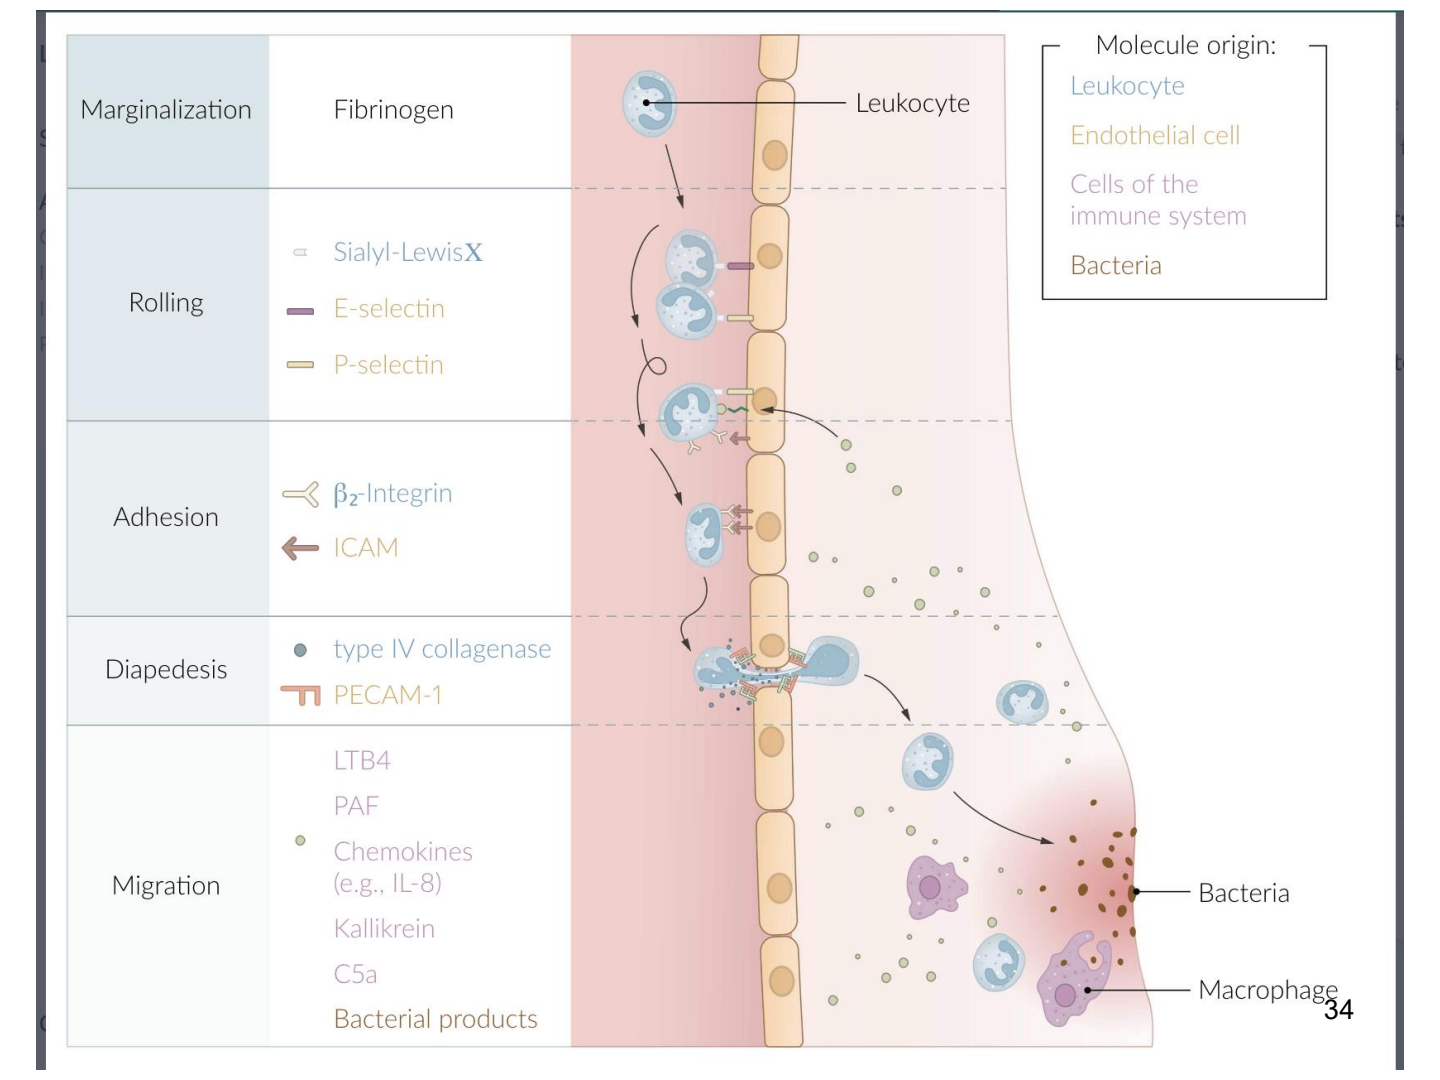 Marginalization
Fibrinogen
Leukocyte
Molecule origin:
Leukocyte
Endothelial cell
Cells of the
immune system
Bacteria
Rolling
Sialyl-LewisX
E-selectin
P-selectin
Adhesion
β₂-Integrin
ICAM
Diapedesis
type IV collagenase
PECAM-1
Migration
LTB4
PAF
Chemokines
(e.g., IL-8)
Kallikrein
C5a
Bacterial products
Bacteria
Macrophage
34